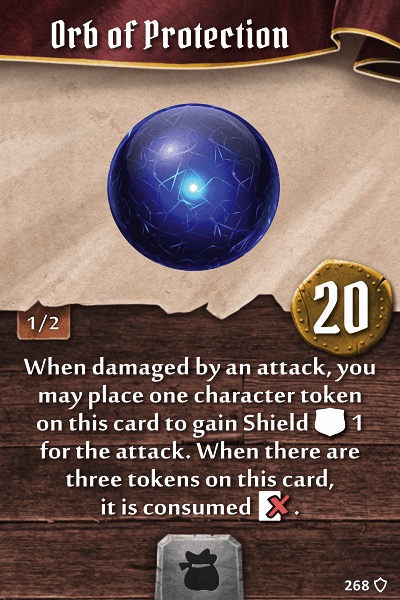 Orb of Protection
20
1/2
When damaged by an attack, you
may place one character token
on this card to gain Shield 1
for the attack. When there are
three tokens on this card,
it is consumed .
268